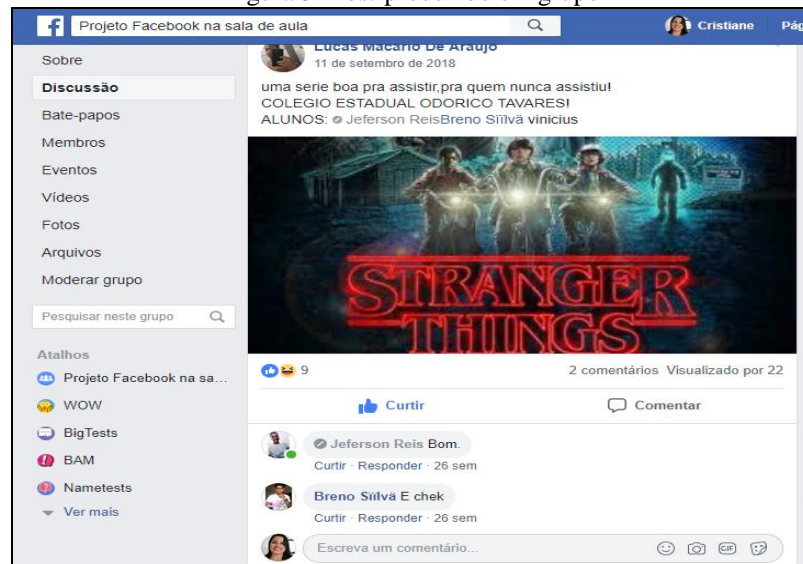 Projeto Facebook na sala de aula
Cristiane
Sobre
Discussão
Bate-papos
Membros
Eventos
Vídeos
Fotos
Arquivos
Moderar grupo
Pesquisar neste grupo
Atalhos
Projeto Facebook na sa...
WOW
BigTests
BAM
Nametests
Ver mais
Lucas Macario De Araujo
11 de setembro de 2018
uma serie boa pra assistir,pra quem nunca assistiu!
COLEGIO ESTADUAL ODORICO TAVARES!
ALUNOS: Jeferson ReisBreno Sïïlvä vinicius
STRANGER
THINGS
9
2 comentários Visualizado por 22
Curtir
Comentar
Jeferson Reis Bom.
Curtir · Responder · 26 sem
Breno Sïïlvä E chek
Curtir · Responder · 26 sem
Escreva um comentário...
GIF